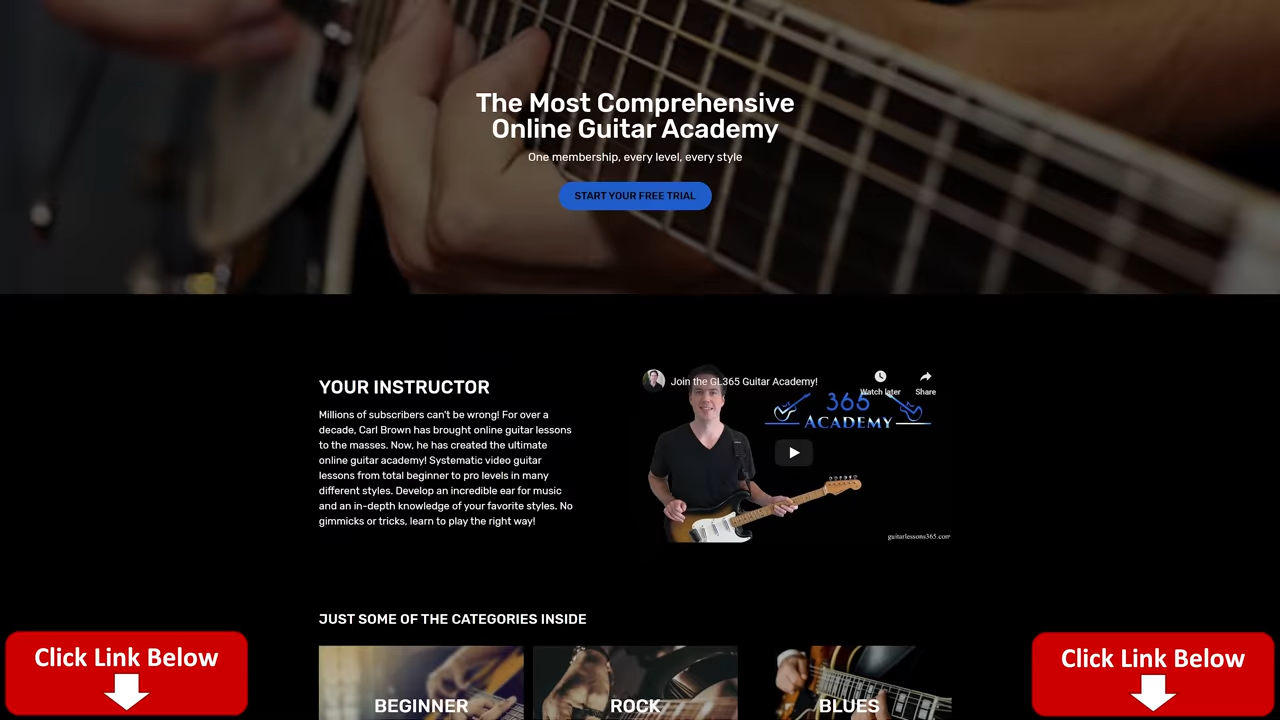 The Most Comprehensive
Online Guitar Academy
One membership, every level, every style
START YOUR FREE TRIAL
YOUR INSTRUCTOR
Millions of subscribers can't be wrong! For over a
decade, Carl Brown has brought online guitar lessons
to the masses. Now, he has created the ultimate
online guitar academy! Systematic video guitar
lessons from total beginner to pro levels in many
different styles. Develop an incredible ear for music
and an in-depth knowledge of your favorite styles. No
gimmicks or tricks, learn to play the right way!
Join the GL365 Guitar Academy!
Watch later
Share
365
ACADEMY
guitarlessons365.com
JUST SOME OF THE CATEGORIES INSIDE
Click Link Below
Click Link Below
BEGINNER
ROCK
BLUES